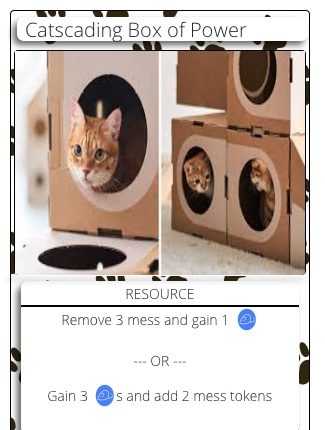 Catscading Box of Power
RESOURCE
Remove 3 mess and gain 1
--- OR ---
Gain 3 s and add 2 mess tokens